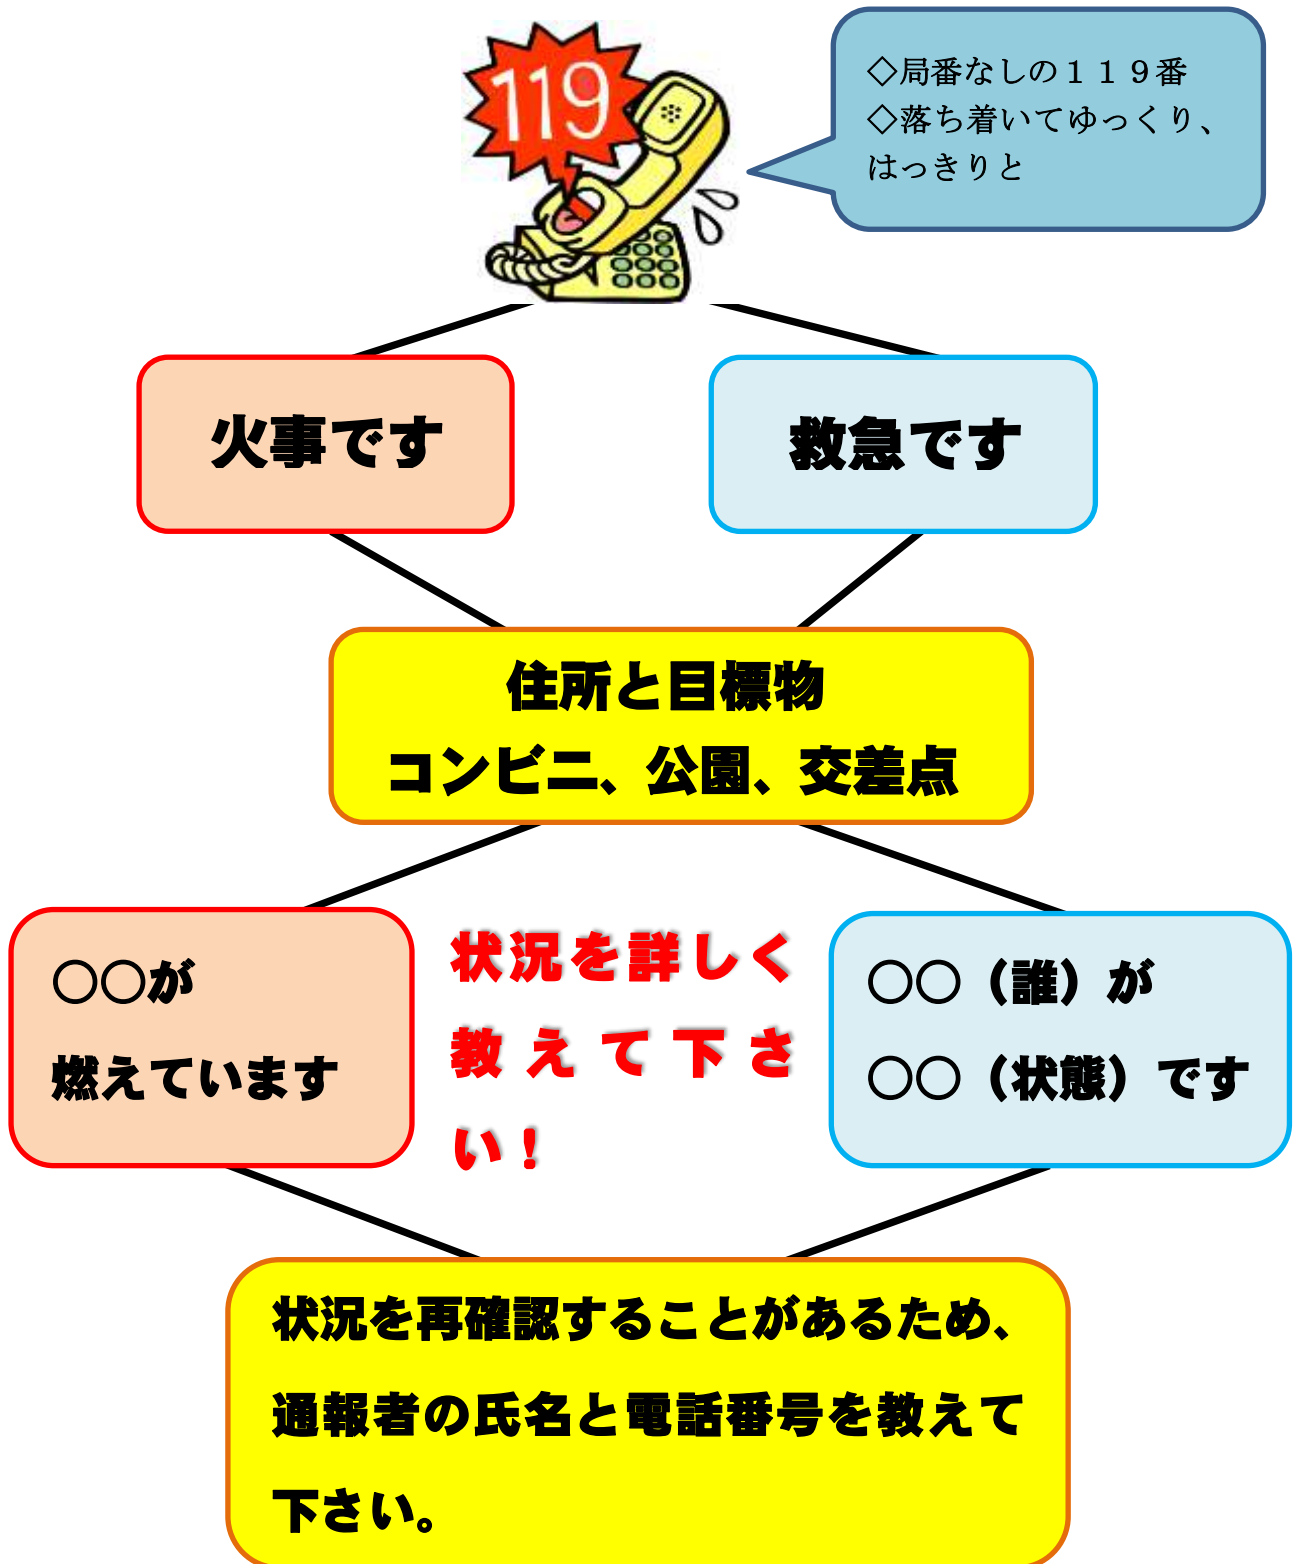 119
◇局番なしの１１９番
◇落ち着いてゆっくり、
はっきりと
火事です
救急です
住所と目標物
コンビニ、公園、交差点
○○が
燃えています
状況を詳しく
教えて下さ
い！
○○（誰）が
○○（状態）です
状況を再確認することがあるため、
通報者の氏名と電話番号を教えて
下さい。